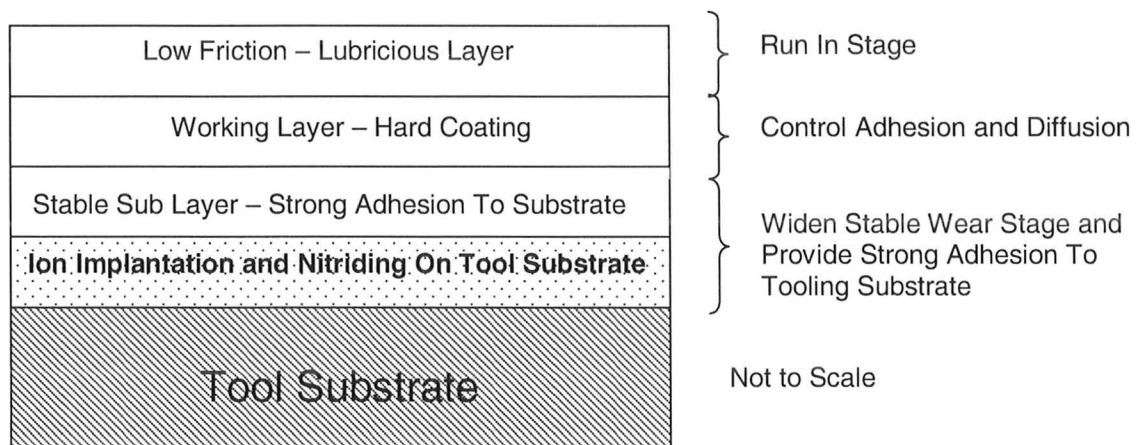 Low Friction – Lubricious Layer
Run In Stage
Working Layer – Hard Coating
Control Adhesion and Diffusion
Stable Sub Layer – Strong Adhesion To Substrate
Ion Implantation and Nitriding On Tool Substrate
Widen Stable Wear Stage and
Provide Strong Adhesion To
Tooling Substrate
Tool Substrate
Not to Scale